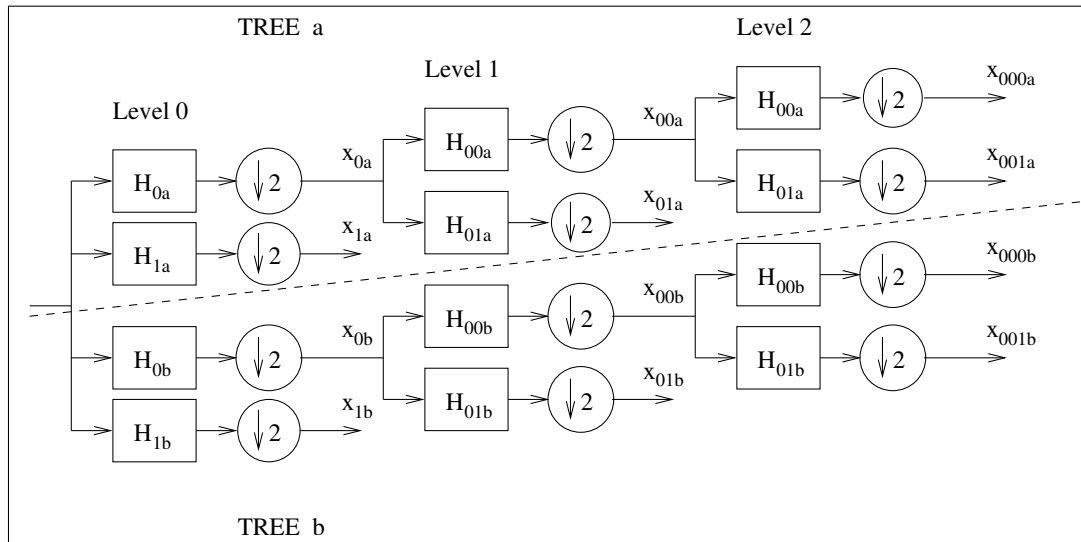 TREE a
Level 2
Level 1
Level 0
H00a ↓2 x000a
x00a
H00a ↓2
H01a ↓2 x001a
x0a
H0a ↓2
H01a ↓2 x01a
H1a ↓2 x1a
H00b ↓2 x000b
x00b
H00b ↓2
x0b
H0b ↓2
H01b ↓2 x001b
H01b ↓2 x01b
H1b ↓2 x1b
TREE b